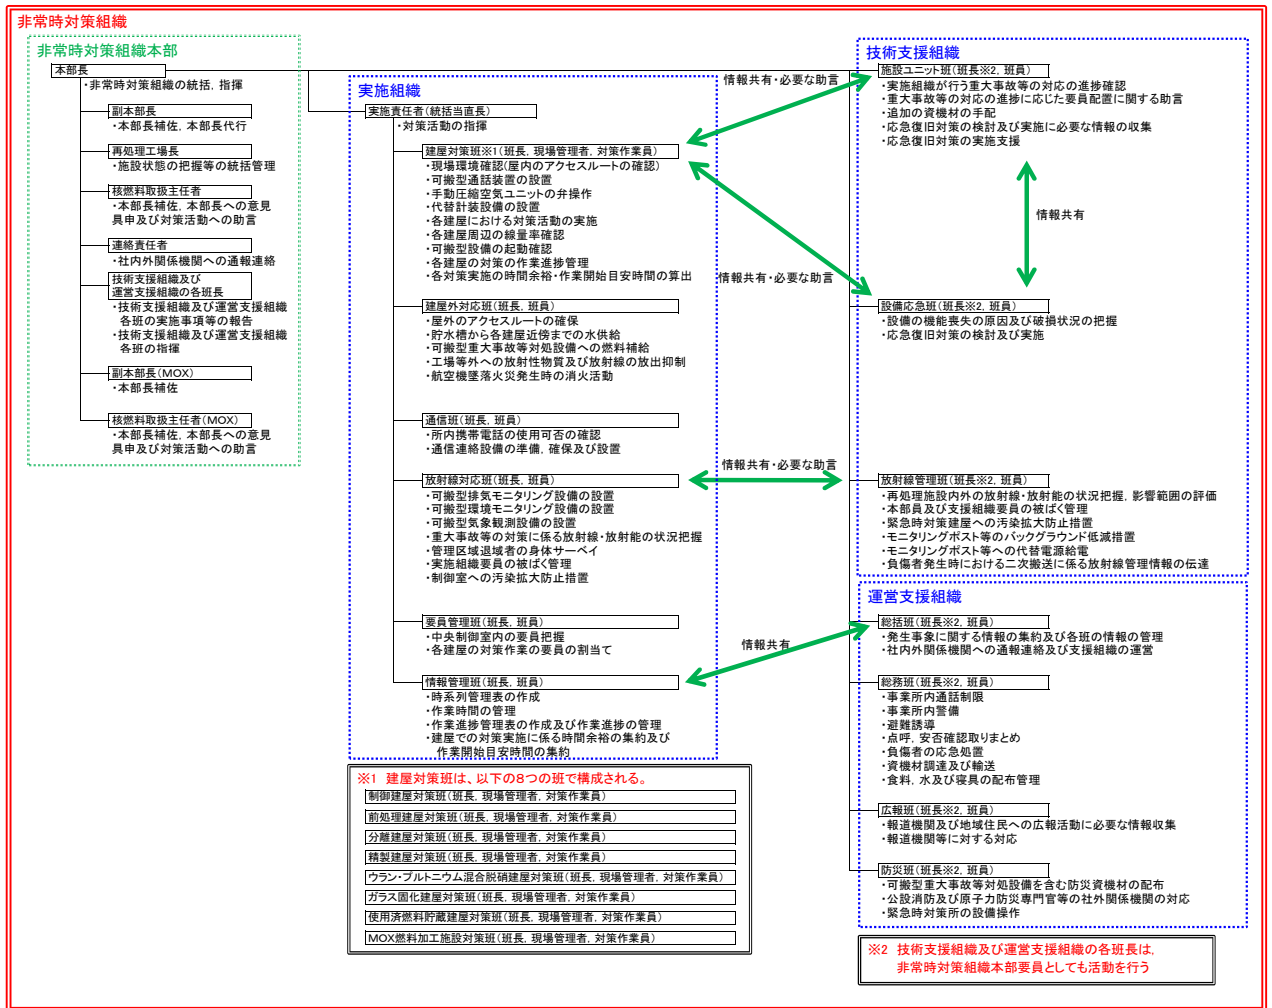 非常時対策組織
非常時対策組織本部
本部長
・非常時対策組織の統括，指揮
副本部長
・本部長補佐，本部長代行
再処理工場長
・施設状態の把握等の統括管理
核燃料取扱主任者
・本部長補佐，本部長への意見
具申及び対策活動への助言
連絡責任者
・社内外関係機関への通報連絡
技術支援組織及び
運営支援組織の各班長
・技術支援組織及び運営支援組織
各班の実施事項等の報告
・技術支援組織及び運営支援組織
各班の指揮
副本部長（MOX）
・本部長補佐
核燃料取扱主任者（MOX）
・本部長補佐，本部長への意見
具申及び対策活動への助言
実施組織
実施責任者（統括当直長）
・対策活動の指揮
建屋対策班※1（班長，現場管理者，対策作業員）
・現場環境確認（屋内のアクセスルートの確認）
・可搬型通話装置の設置
・手動圧縮空気ユニットの弁操作
・代替計装設備の設置
・各建屋における対策活動の実施
・各建屋周辺の線量率確認
・可搬型設備の起動確認
・各建屋の対策の作業進捗管理
・各対策実施の時間余裕・作業開始目安時間の算出
建屋外対応班（班長，班員）
・屋外のアクセスルートの確保
・貯水槽から各建屋近傍までの水供給
・可搬型重大事故等対処設備への燃料補給
・工場等外への放射性物質及び放射線の放出抑制
・航空機墜落火災発生時の消火活動
通信班（班長，班員）
・所内携帯電話の使用可否の確認
・通信連絡設備の準備，確保及び設置
放射線対応班（班長，班員）
・可搬型排気モニタリング設備の設置
・可搬型環境モニタリング設備の設置
・可搬型気象観測設備の設置
・重大事故等の対策に係る放射線・放射能の状況把握
・管理区域退域者の身体サーベイ
・実施組織要員の被ばく管理
・制御室への汚染拡大防止措置
要員管理班（班長，班員）
・中央制御室内の要員把握
・各建屋の対策作業の要員の割当て
情報管理班（班長，班員）
・時系列管理表の作成
・作業時間の管理
・作業進捗管理表の作成及び作業進捗の管理
・建屋での対策実施に係る時間余裕の集約及び
作業開始目安時間の集約
※1　建屋対策班は、以下の8つの班で構成される。
制御建屋対策班（班長，現場管理者，対策作業員）
前処理建屋対策班（班長，現場管理者，対策作業員）
分離建屋対策班（班長，現場管理者，対策作業員）
精製建屋対策班（班長，現場管理者，対策作業員）
ウラン・プルトニウム混合脱硝建屋対策班（班長，現場管理者，対策作業員）
ガラス固化建屋対策班（班長，現場管理者，対策作業員）
使用済燃料貯蔵建屋対策班（班長，現場管理者，対策作業員）
MOX燃料加工施設対策班（班長，現場管理者，対策作業員）
情報共有・必要な助言
情報共有・必要な助言
情報共有・必要な助言
情報共有
技術支援組織
施設ユニット班（班長※2，班員）
・実施組織が行う重大事故等の対応の進捗確認
・重大事故等の対応の進捗に応じた要員配置に関する助言
・追加の資機材の手配
・応急復旧対策の検討及び実施に必要な情報の収集
・応急復旧対策の実施支援
情報共有
設備応急班（班長※2，班員）
・設備の機能喪失の原因及び破損状況の把握
・応急復旧対策の検討及び実施
放射線管理班（班長※2，班員）
・再処理施設内外の放射線・放射能の状況把握，影響範囲の評価
・本部員及び支援組織要員の被ばく管理
・緊急時対策建屋への汚染拡大防止措置
・モニタリングポスト等のバックグラウンド低減措置
・モニタリングポスト等への代替電源給電
・負傷者発生時における二次搬送に係る放射線管理情報の伝達
運営支援組織
総括班（班長※2，班員）
・発生事象に関する情報の集約及び各班の情報の管理
・社内外関係機関への通報連絡及び支援組織の運営
総務班（班長※2，班員）
・事業所内通話制限
・事業所内警備
・避難誘導
・点呼，安否確認取りまとめ
・負傷者の応急処置
・資機材調達及び輸送
・食料，水及び寝具の配布管理
広報班（班長※2，班員）
・報道機関及び地域住民への広報活動に必要な情報収集
・報道機関等に対する対応
防災班（班長※2，班員）
・可搬型重大事故等対処設備を含む防災資機材の配布
・公設消防及び原子力防災専門官等の社外関係機関の対応
・緊急時対策所の設備操作
※2　技術支援組織及び運営支援組織の各班長は，
非常時対策組織本部要員としても活動を行う